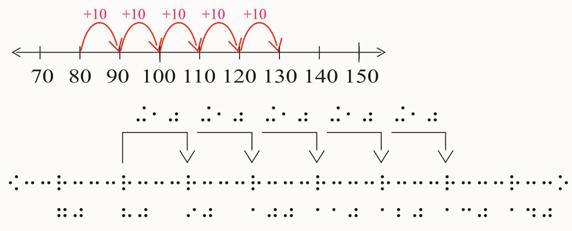 +10 +10 +10 +10 +10
70 80 90 100 110 120 130 140 150
⠬⠂⠴ ⠬⠂⠴ ⠬⠂⠴ ⠬⠂⠴ ⠬⠂⠴
⠶⠴ ⠦⠴ ⠔⠴ ⠂⠴⠴ ⠂⠂⠴ ⠂⠆⠴ ⠂⠒⠴ ⠂⠲⠴